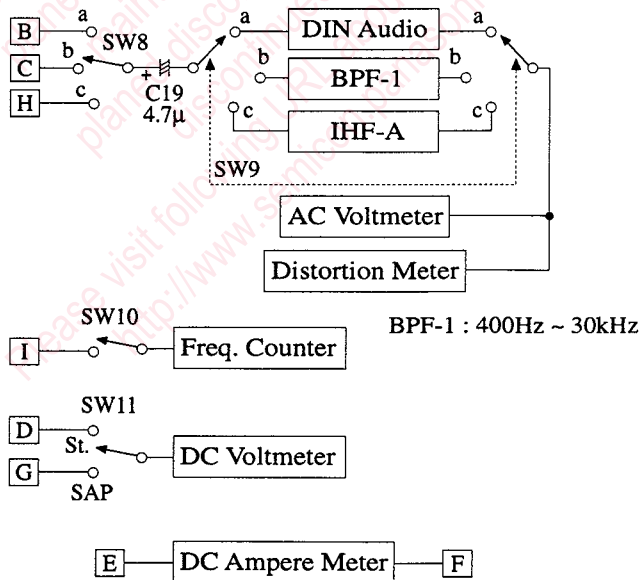 B a
C b SW8
H c
+ C19
4.7µ
a DIN Audio a
b BPF-1 b
c IHF-A c
SW9
AC Voltmeter
Distortion Meter
BPF-1 : 400Hz ~ 30kHz
SW10
I Freq. Counter
SW11
D St.
DC Voltmeter
G SAP
E DC Ampere Meter F